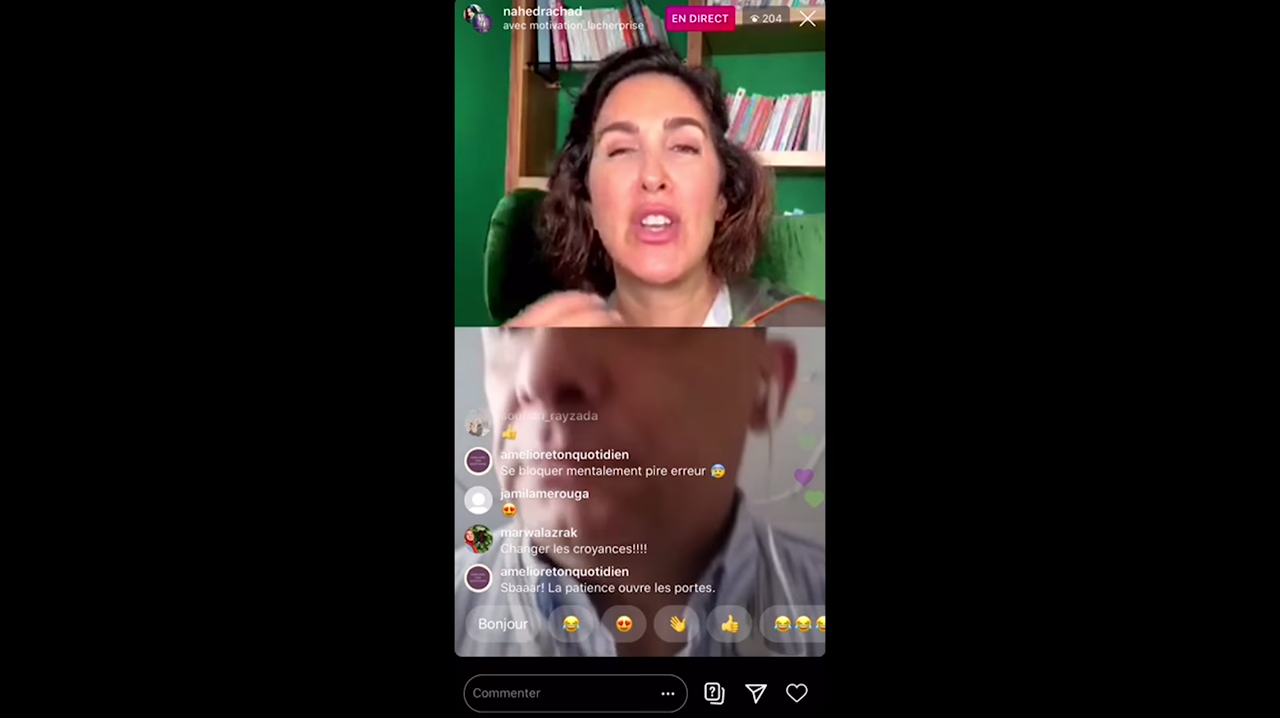 nahedrachad
avec motivation_lacherprise
EN DIRECT
204
👍
amelioretonquotidien
Se bloquer mentalement pire erreur 😰
jamilamerouga
😍
marwalazrak
Changer les croyances!!!!
amelioretonquotidien
Sbaaar! La patience ouvre les portes.
Bonjour 😂 😍 👋 👍 😂😂😂
Commenter